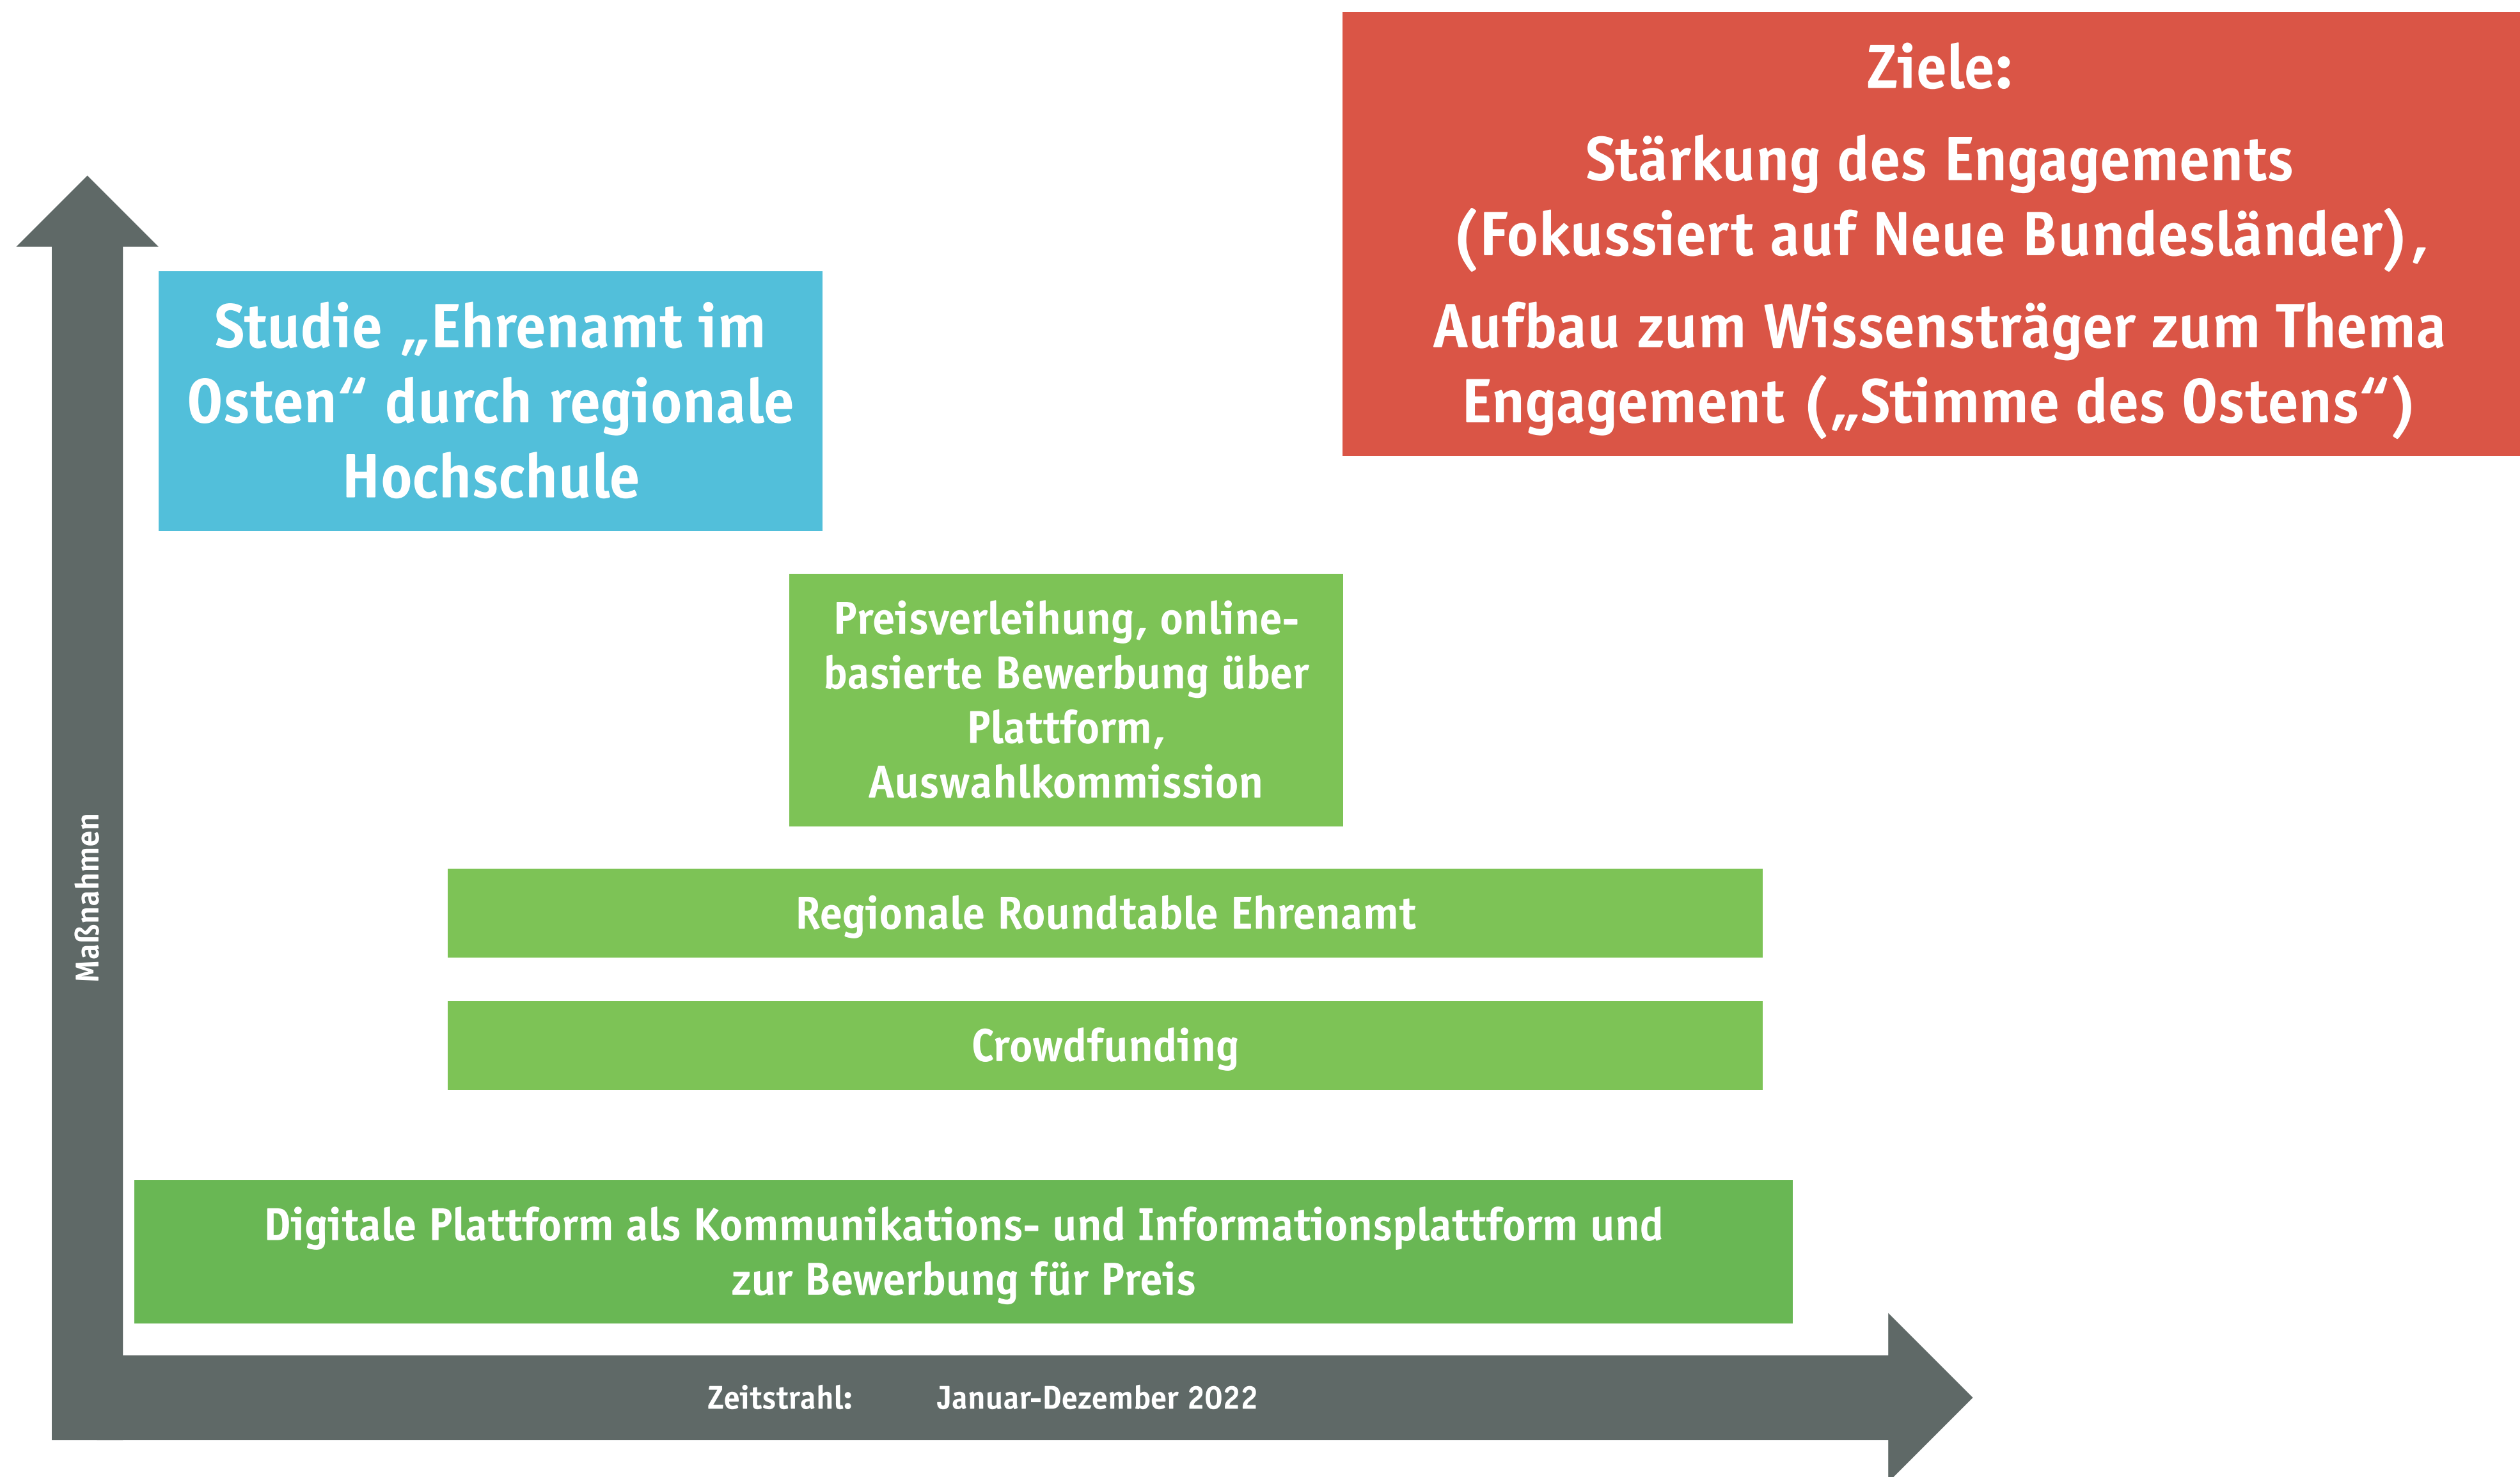 Ziele:
Stärkung des Engagements
(Fokussiert auf Neue Bundesländer),
Aufbau zum Wissensträger zum Thema
Engagement („Stimme des Ostens“)
Studie „Ehrenamt im
Osten“ durch regionale
Hochschule
Preisverleihung, online-
basierte Bewerbung über
Plattform,
Auswahlkommission
Regionale Roundtable Ehrenamt
Crowdfunding
Maßnahmen
Digitale Plattform als Kommunikations- und Informationsplattform und
zur Bewerbung für Preis
Zeitstrahl: Januar-Dezember 2022